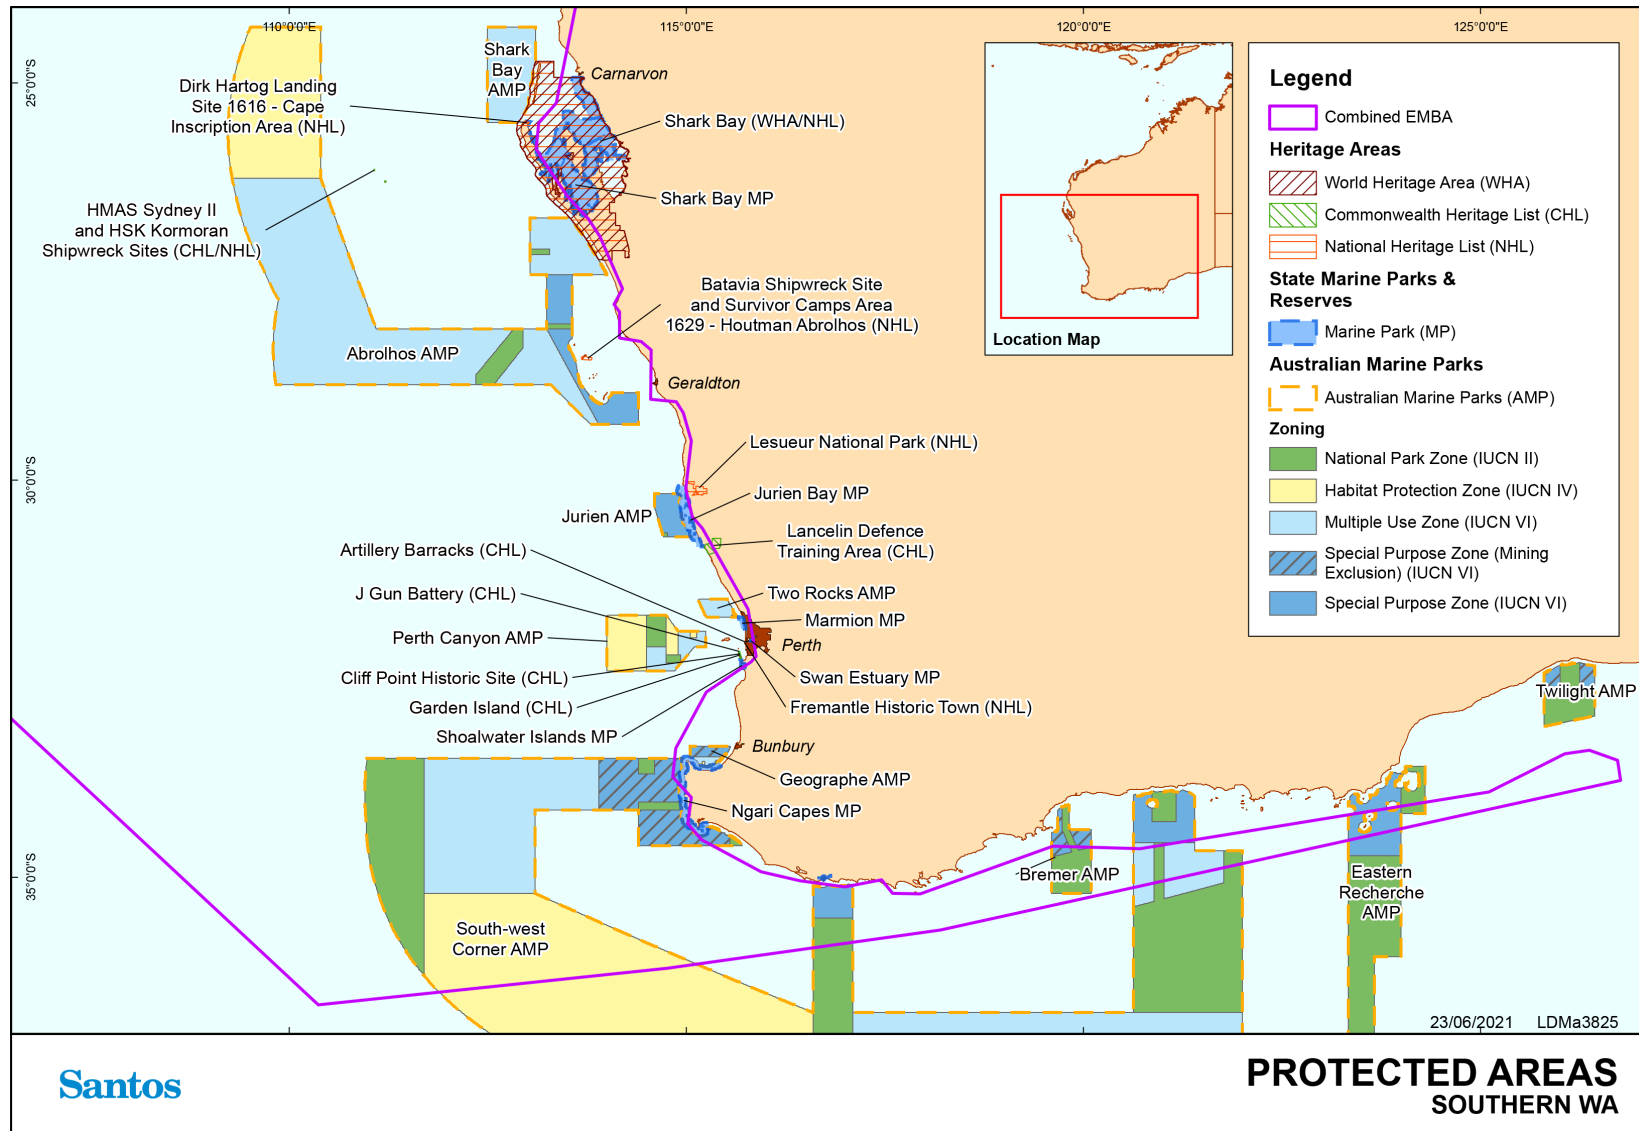 110°0'0"E
115°0'0"E
120°0'0"E
125°0'0"E
25°0'0"S
30°0'0"S
35°0'0"S
Shark
Bay
AMP
Carnarvon
Dirk Hartog Landing
Site 1616 - Cape
Inscription Area (NHL)
Shark Bay (WHA/NHL)
Shark Bay MP
HMAS Sydney II
and HSK Kormoran
Shipwreck Sites (CHL/NHL)
Batavia Shipwreck Site
and Survivor Camps Area
1629 - Houtman Abrolhos (NHL)
Abrolhos AMP
Geraldton
Lesueur National Park (NHL)
Jurien Bay MP
Jurien AMP
Lancelin Defence
Training Area (CHL)
Artillery Barracks (CHL)
J Gun Battery (CHL)
Two Rocks AMP
Marmion MP
Perth Canyon AMP
Perth
Cliff Point Historic Site (CHL)
Swan Estuary MP
Garden Island (CHL)
Fremantle Historic Town (NHL)
Shoalwater Islands MP
Bunbury
Geographe AMP
Ngari Capes MP
South-west
Corner AMP
Bremer AMP
Eastern
Recherche
AMP
Twilight AMP
Location Map
Legend
Combined EMBA
Heritage Areas
World Heritage Area (WHA)
Commonwealth Heritage List (CHL)
National Heritage List (NHL)
State Marine Parks &
Reserves
Marine Park (MP)
Australian Marine Parks
Australian Marine Parks (AMP)
Zoning
National Park Zone (IUCN II)
Habitat Protection Zone (IUCN IV)
Multiple Use Zone (IUCN VI)
Special Purpose Zone (Mining
Exclusion) (IUCN VI)
Special Purpose Zone (IUCN VI)
23/06/2021 LDMa3825
Santos
PROTECTED AREAS
SOUTHERN WA